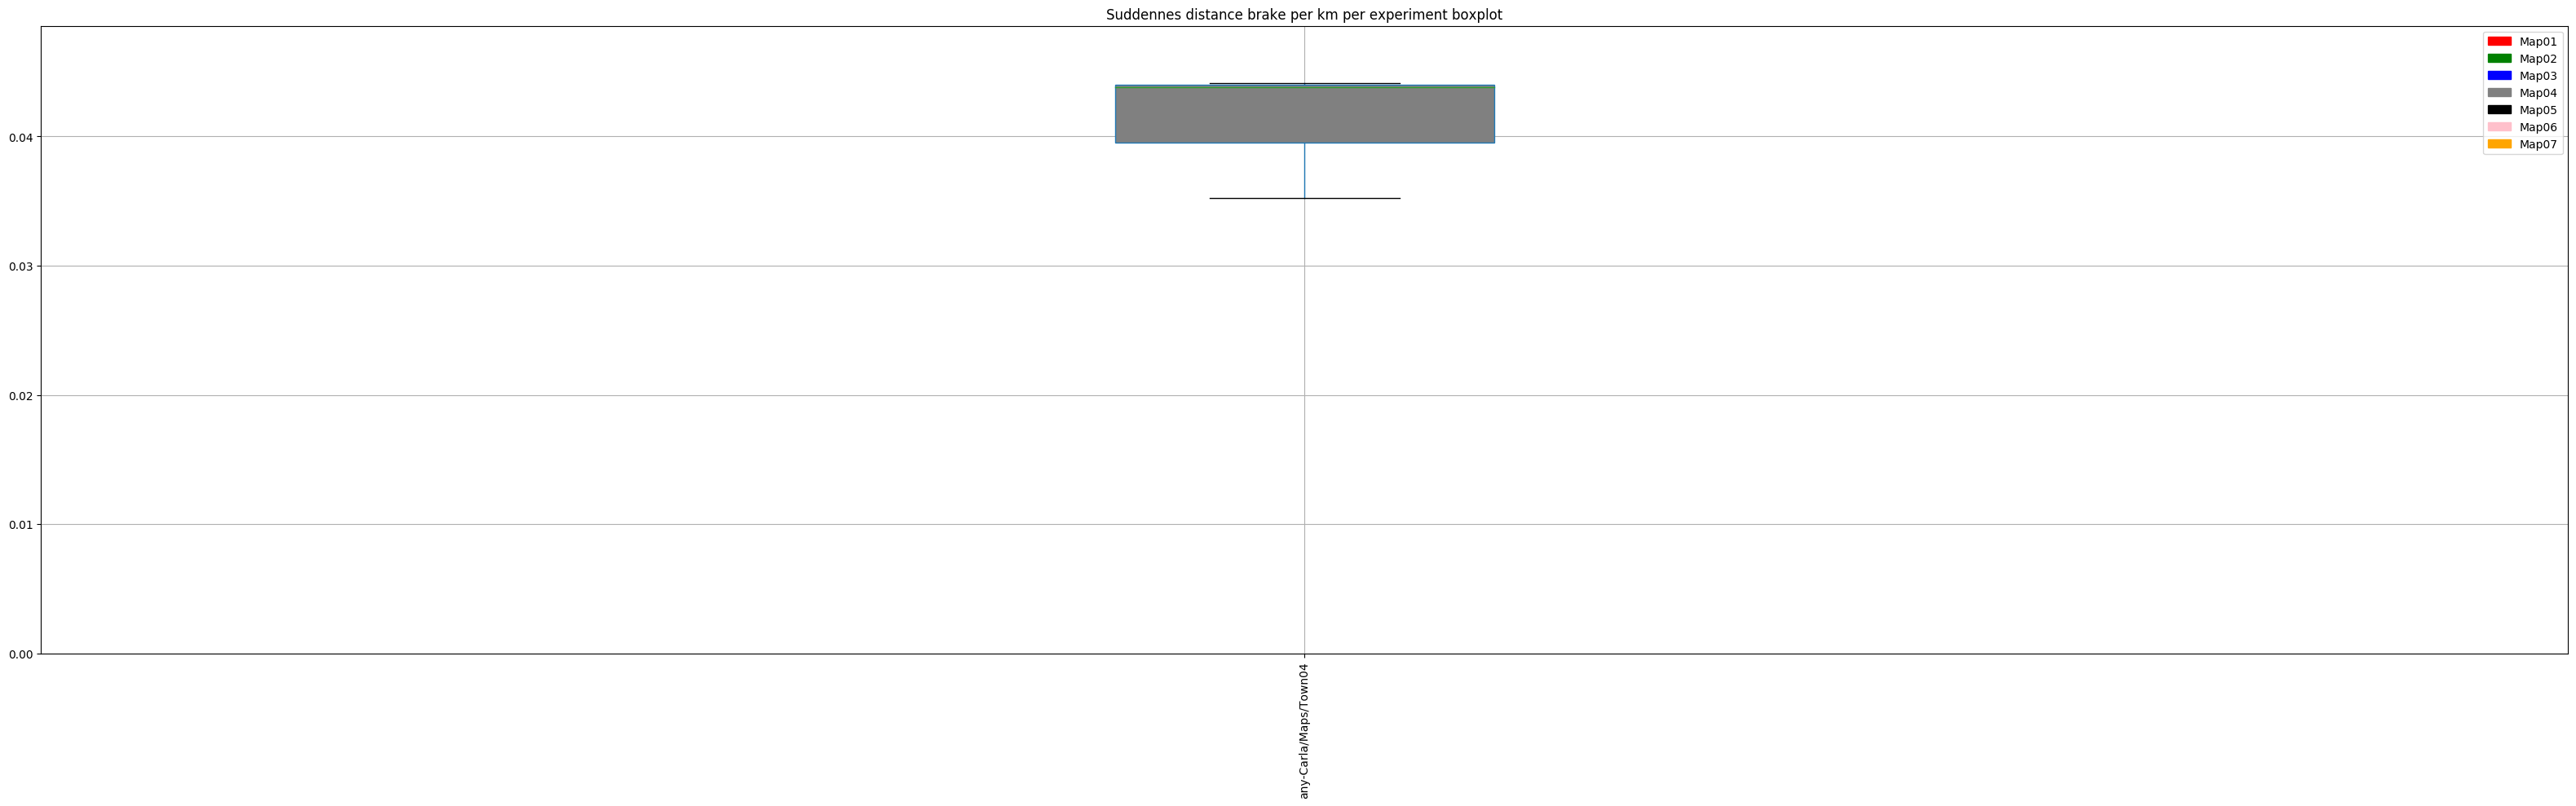 Suddennes distance brake per km per experiment boxplot
Map01
Map02
Map03
Map04
Map05
Map06
Map07
0.04
0.03
0.02
0.01
0.00
any-Carla/Maps/Town04